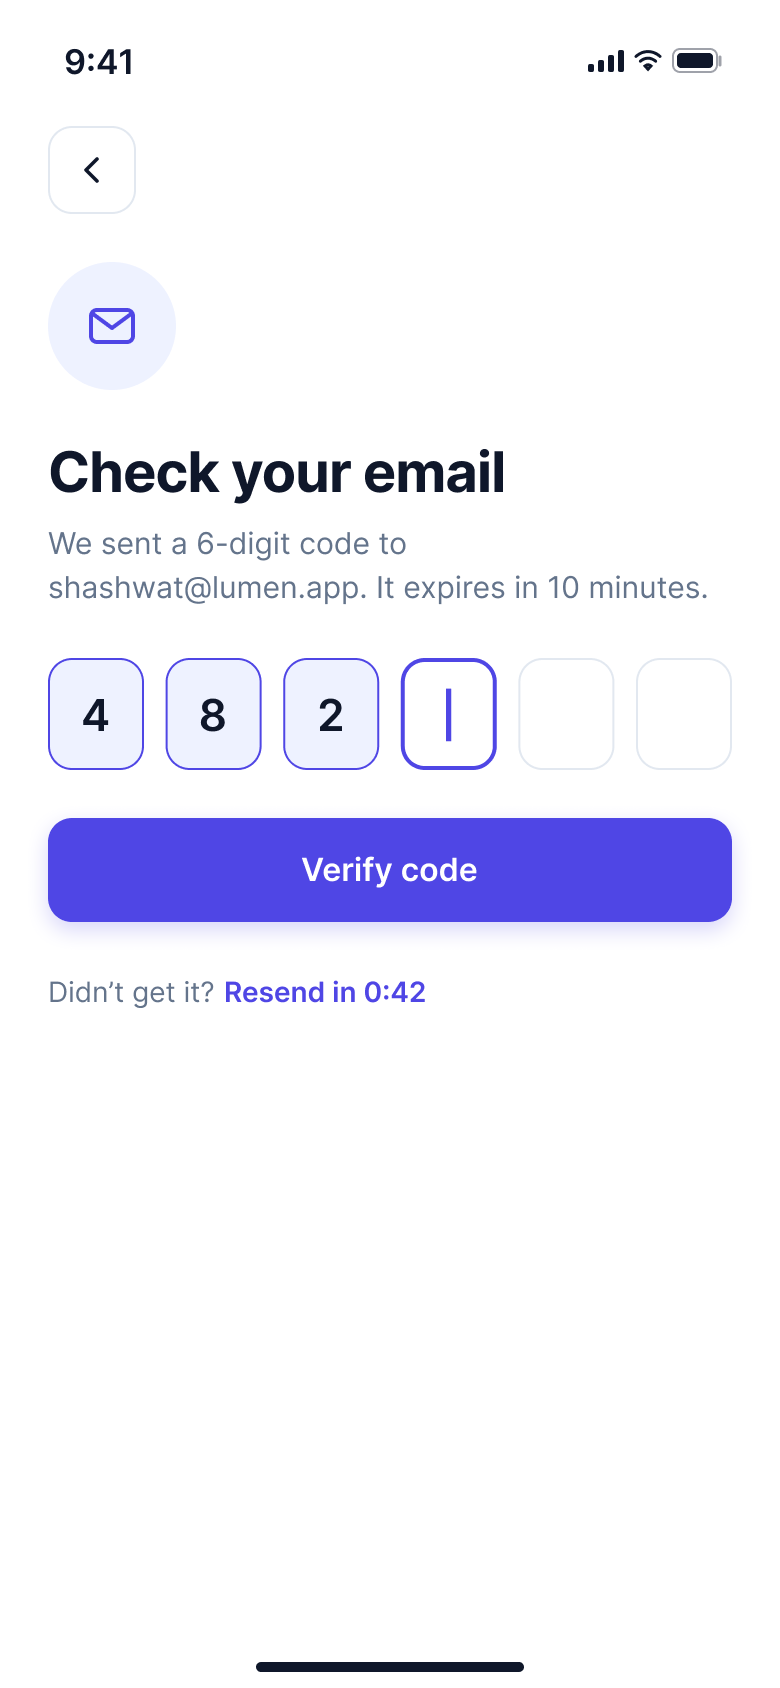 9:41
Check your email
We sent a 6-digit code to
shashwat@lumen.app. It expires in 10 minutes.
4 8 2
Verify code
Didn’t get it? Resend in 0:42